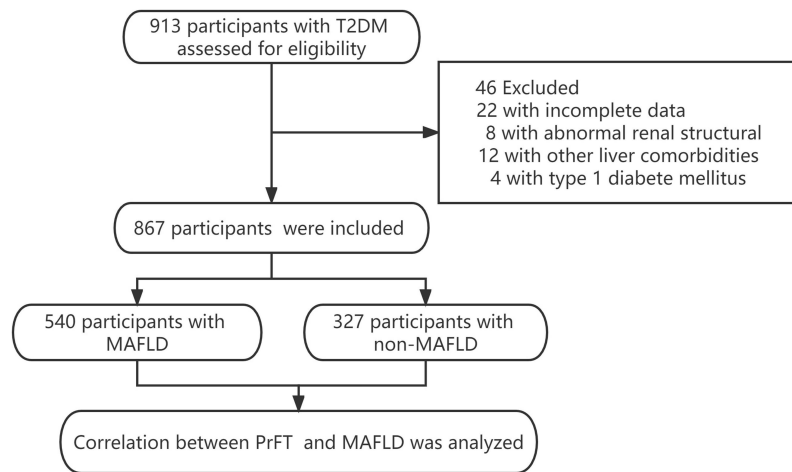 913 participants with T2DM
assessed for eligibility
46 Excluded
22 with incomplete data
8 with abnormal renal structural
12 with other liver comorbidities
4 with type 1 diabete mellitus
867 participants were included
540 participants with
MAFLD
327 participants with
non-MAFLD
Correlation between PrFT and MAFLD was analyzed